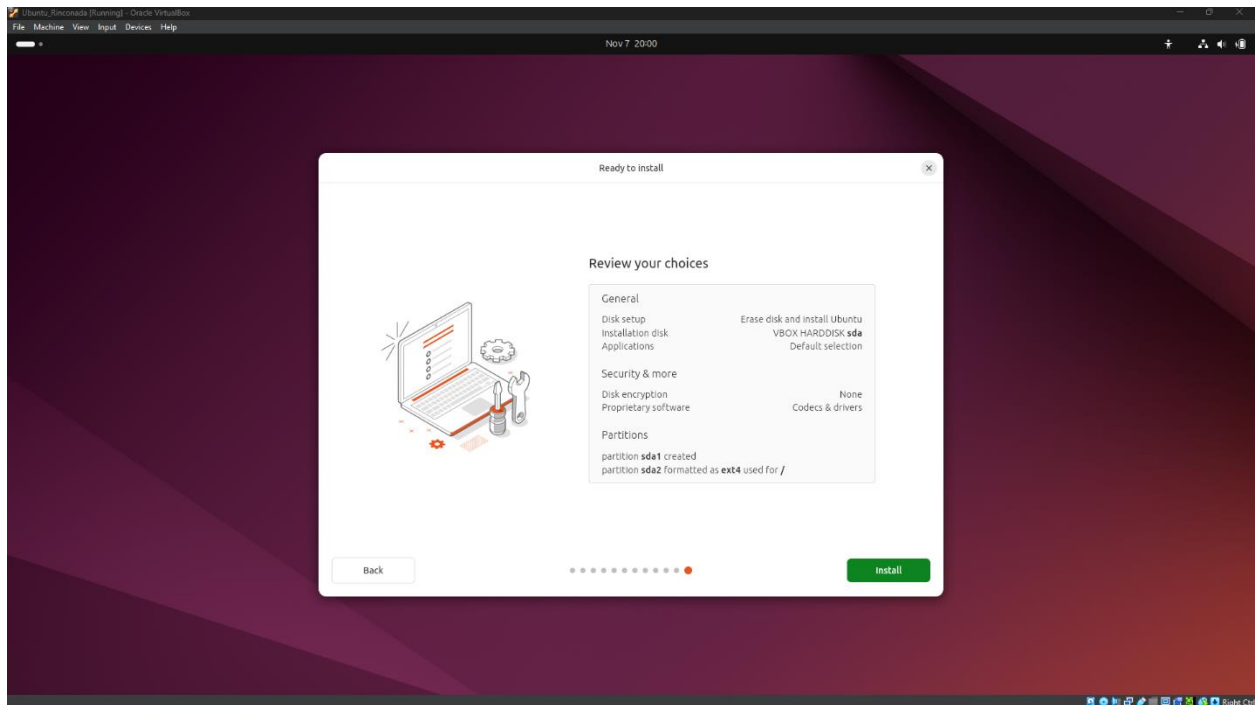 Ubuntu_Rinconada [Running] - Oracle VirtualBox
File Machine View Input Devices Help
Nov 7 20:00
Ready to install
Review your choices
General
Disk setup Erase disk and install Ubuntu
Installation disk VBOX HARDDISK sda
Applications Default selection
Security & more
Disk encryption None
Proprietary software Codecs & drivers
Partitions
partition sda1 created
partition sda2 formatted as ext4 used for /
Back Install
Right Ctrl